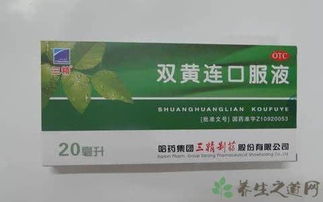 三精
OTC
双黄连口服液
SHUANGHUANGLIAN KOUFUYE
[批准文号] 国药准字Z10920053
20毫升
哈药集团三精制药股份有限公司
Harbin Pharm. Group Sanjing Pharmaceutical Shareholding Co.,Ltd
养生之道网